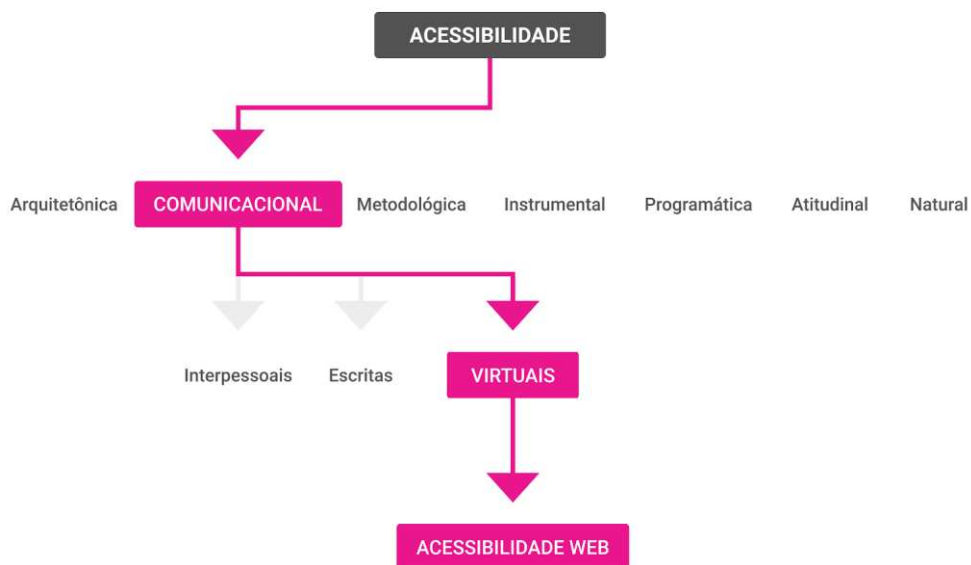 ACESSIBILIDADE
Arquitetônica COMUNICACIONAL Metodológica Instrumental Programática Atitudinal Natural
Interpessoais Escritas VIRTUAIS
ACESSIBILIDADE WEB